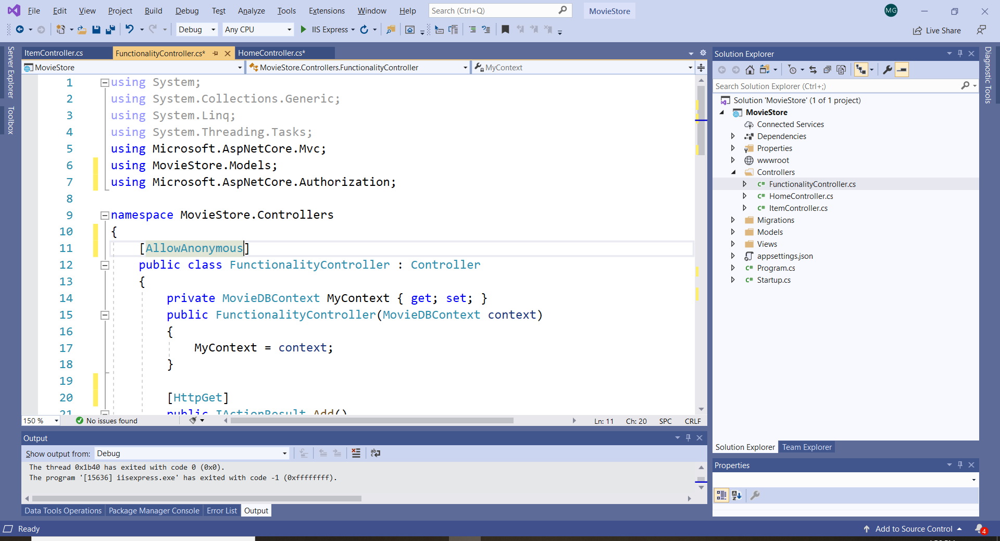 File Edit View Project Build Debug Test Analyze Tools Extensions Window Help Search (Ctrl+Q) MovieStore MG
Debug Any CPU IIS Express Live Share
Server Explorer
Toolbox
ItemController.cs FunctionalityController.cs* HomeController.cs*
MovieStore MovieStore.Controllers.FunctionalityController MyContext
1 using System;
2 using System.Collections.Generic;
3 using System.Linq;
4 using System.Threading.Tasks;
5 using Microsoft.AspNetCore.Mvc;
6 using MovieStore.Models;
7 using Microsoft.AspNetCore.Authorization;
8
9 namespace MovieStore.Controllers
10 {
11 [AllowAnonymous]
12 public class FunctionalityController : Controller
13 {
14 private MovieDBContext MyContext { get; set; }
15 public FunctionalityController(MovieDBContext context)
16 {
17 MyContext = context;
18 }
19
20 [HttpGet]
21 public IActionResult Add()
150 % No issues found Ln: 11 Ch: 20 SPC CRLF
Output
Show output from: Debug
The thread 0x1b40 has exited with code 0 (0x0).
The program '[15636] iisexpress.exe' has exited with code -1 (0xffffffff).
Data Tools Operations Package Manager Console Error List Output
Solution Explorer
Search Solution Explorer (Ctrl+;)
Solution 'MovieStore' (1 of 1 project)
MovieStore
Connected Services
Dependencies
Properties
wwwroot
Controllers
C# FunctionalityController.cs
C# HomeController.cs
C# ItemController.cs
Migrations
Models
Views
appsettings.json
C# Program.cs
C# Startup.cs
Solution Explorer Team Explorer
Properties
Diagnostic Tools
Ready Add to Source Control 4